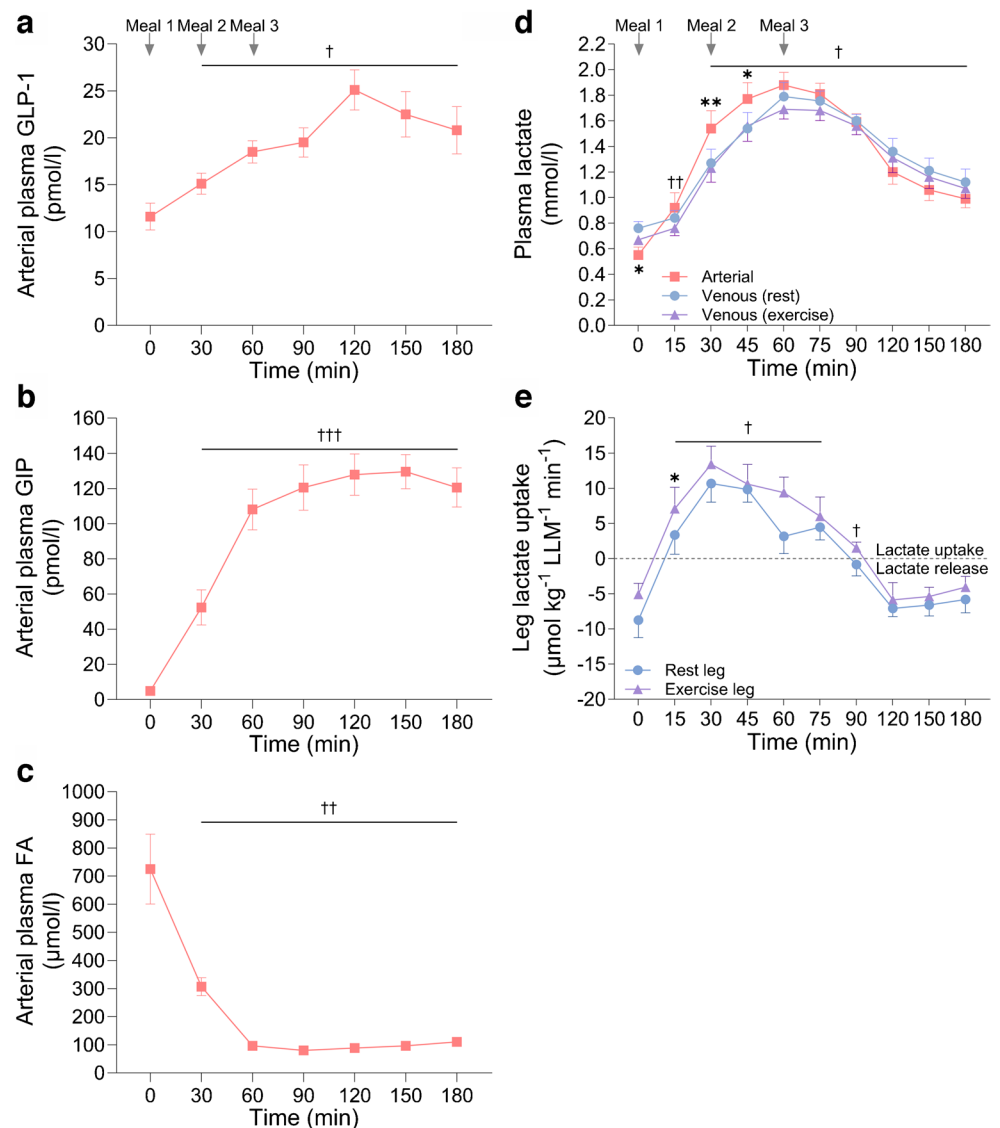 a
Meal 1 Meal 2 Meal 3
†
30
25
20
15
10
5
0
Arterial plasma GLP-1
(pmol/l)
0 30 60 90 120 150 180
Time (min)
b
†††
160
140
120
100
80
60
40
20
0
Arterial plasma GIP
(pmol/l)
0 30 60 90 120 150 180
Time (min)
c
††
1000
900
800
700
600
500
400
300
200
100
0
Arterial plasma FA
(µmol/l)
0 30 60 90 120 150 180
Time (min)
d
Meal 1 Meal 2 Meal 3
†
2.2
2.0
1.8
1.6
1.4
1.2
1.0
0.8
0.6
0.4
0.2
0.0
Plasma lactate
(mmol/l)
*
**
††
*
Arterial
Venous (rest)
Venous (exercise)
0 15 30 45 60 75 90 120 150 180
Time (min)
e
†
20
15
10
5
0
-5
-10
-15
-20
Leg lactate uptake
(µmol kg⁻¹ LLM⁻¹ min⁻¹)
*
†
Lactate uptake
Lactate release
Rest leg
Exercise leg
0 15 30 45 60 75 90 120 150 180
Time (min)